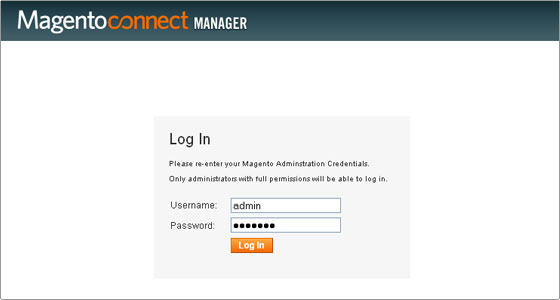 Magentoconnect MANAGER
Log In
Please re-enter your Magento Adminstration Credentials.
Only administrators with full permissions will be able to log in.
Username: admin
Password: •••••••
Log In